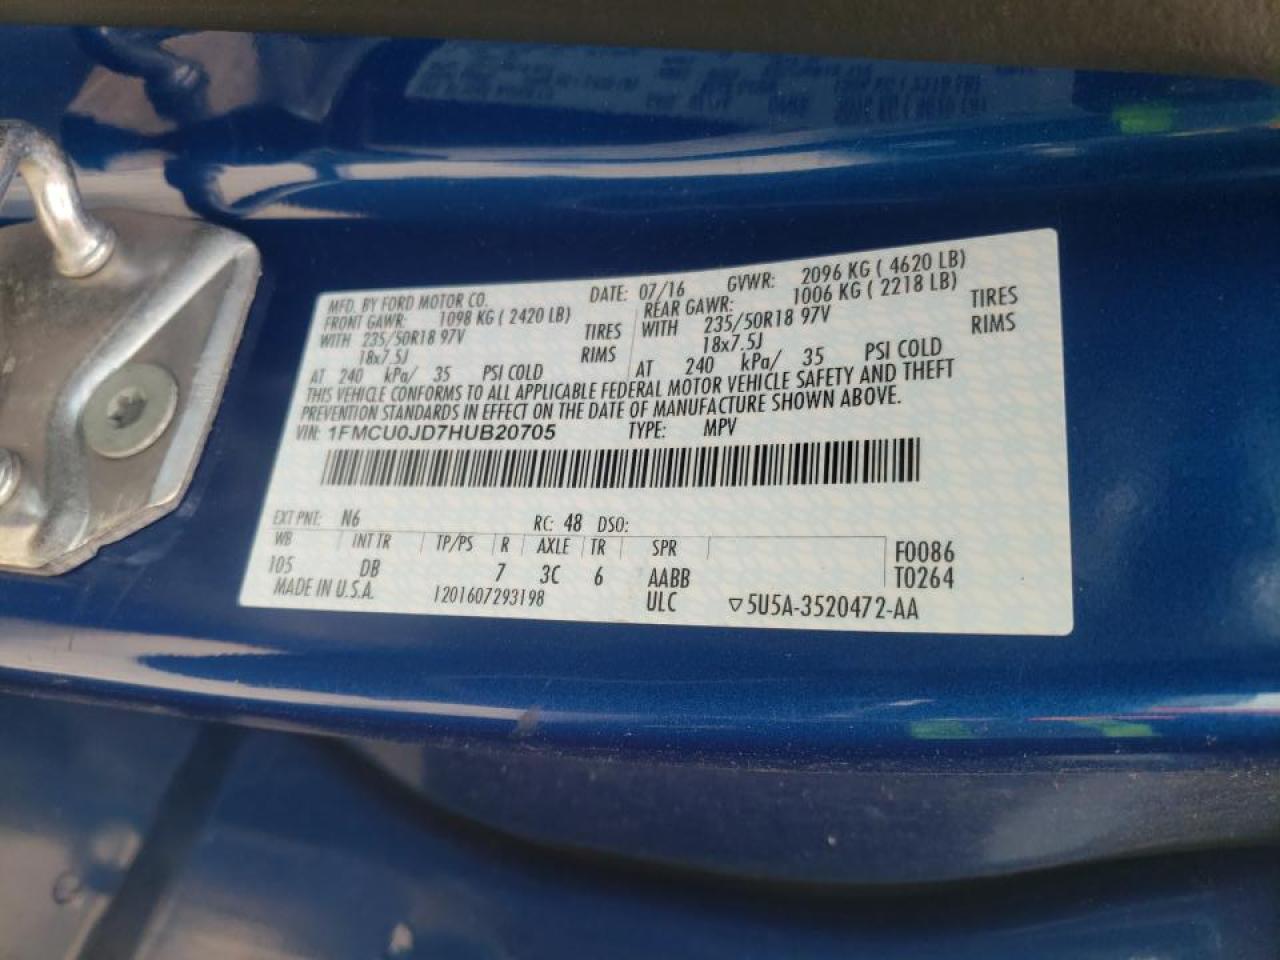 MFD. BY FORD MOTOR CO. DATE: 07/16 GVWR: 2096 KG ( 4620 LB)
FRONT GAWR: 1098 KG ( 2420 LB) REAR GAWR: 1006 KG ( 2218 LB)
WITH 235/50R18 97V TIRES WITH 235/50R18 97V TIRES
18x7.5J RIMS 18x7.5J RIMS
AT 240 kPa/ 35 PSI COLD AT 240 kPa/ 35 PSI COLD
THIS VEHICLE CONFORMS TO ALL APPLICABLE FEDERAL MOTOR VEHICLE SAFETY AND THEFT
PREVENTION STANDARDS IN EFFECT ON THE DATE OF MANUFACTURE SHOWN ABOVE.
VIN: 1FMCU0JD7HUB20705 TYPE: MPV
EXT PNT: N6 RC: 48 DSO:
WB INT TR TP/PS R AXLE TR SPR F0086
105 DB 7 3C 6 AABB T0264
MADE IN U.S.A. 1201607293198 ULC ▽5U5A-3520472-AA